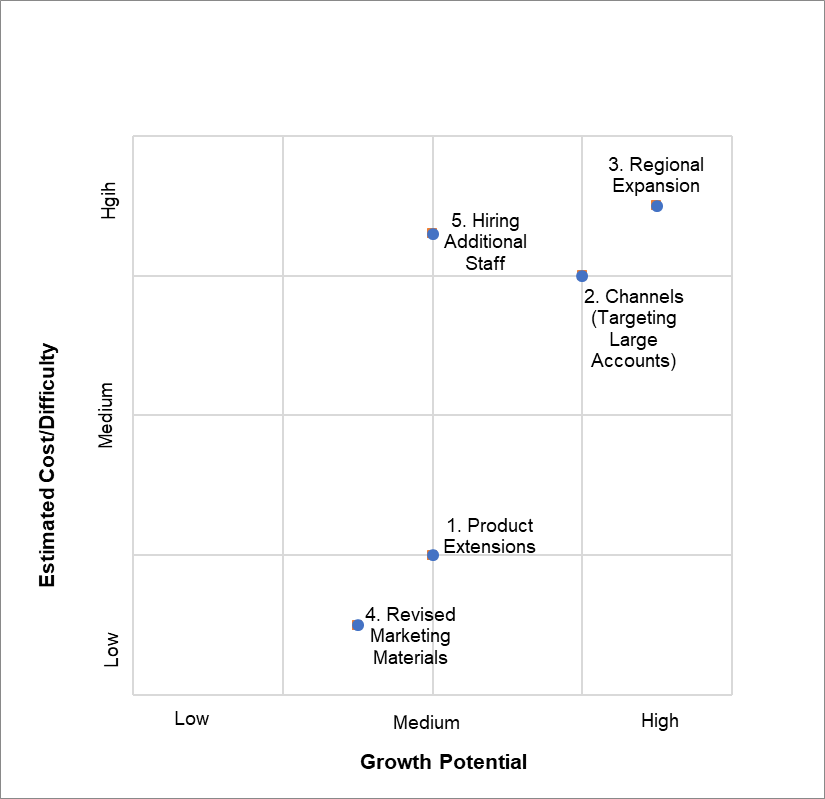 3. Regional
Expansion
Hgih
5. Hiring
Additional
Staff
2. Channels
(Targeting
Large
Accounts)
Estimated Cost/Difficulty
Medium
1. Product
Extensions
4. Revised
Marketing
Materials
Low
Low
Medium
High
Growth Potential